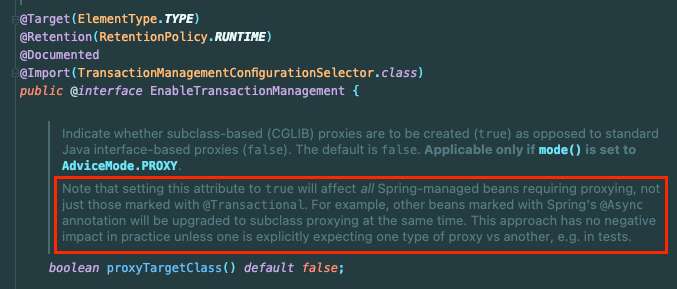 @Target(ElementType.TYPE)
@Retention(RetentionPolicy.RUNTIME)
@Documented
@Import(TransactionManagementConfigurationSelector.class)
public @interface EnableTransactionManagement {
Indicate whether subclass-based (CGLIB) proxies are to be created (true) as opposed to standard
Java interface-based proxies (false). The default is false. Applicable only if mode() is set to
AdviceMode.PROXY.
Note that setting this attribute to true will affect all Spring-managed beans requiring proxying, not
just those marked with @Transactional. For example, other beans marked with Spring's @Async
annotation will be upgraded to subclass proxying at the same time. This approach has no negative
impact in practice unless one is explicitly expecting one type of proxy vs another, e.g. in tests.
boolean proxyTargetClass() default false;